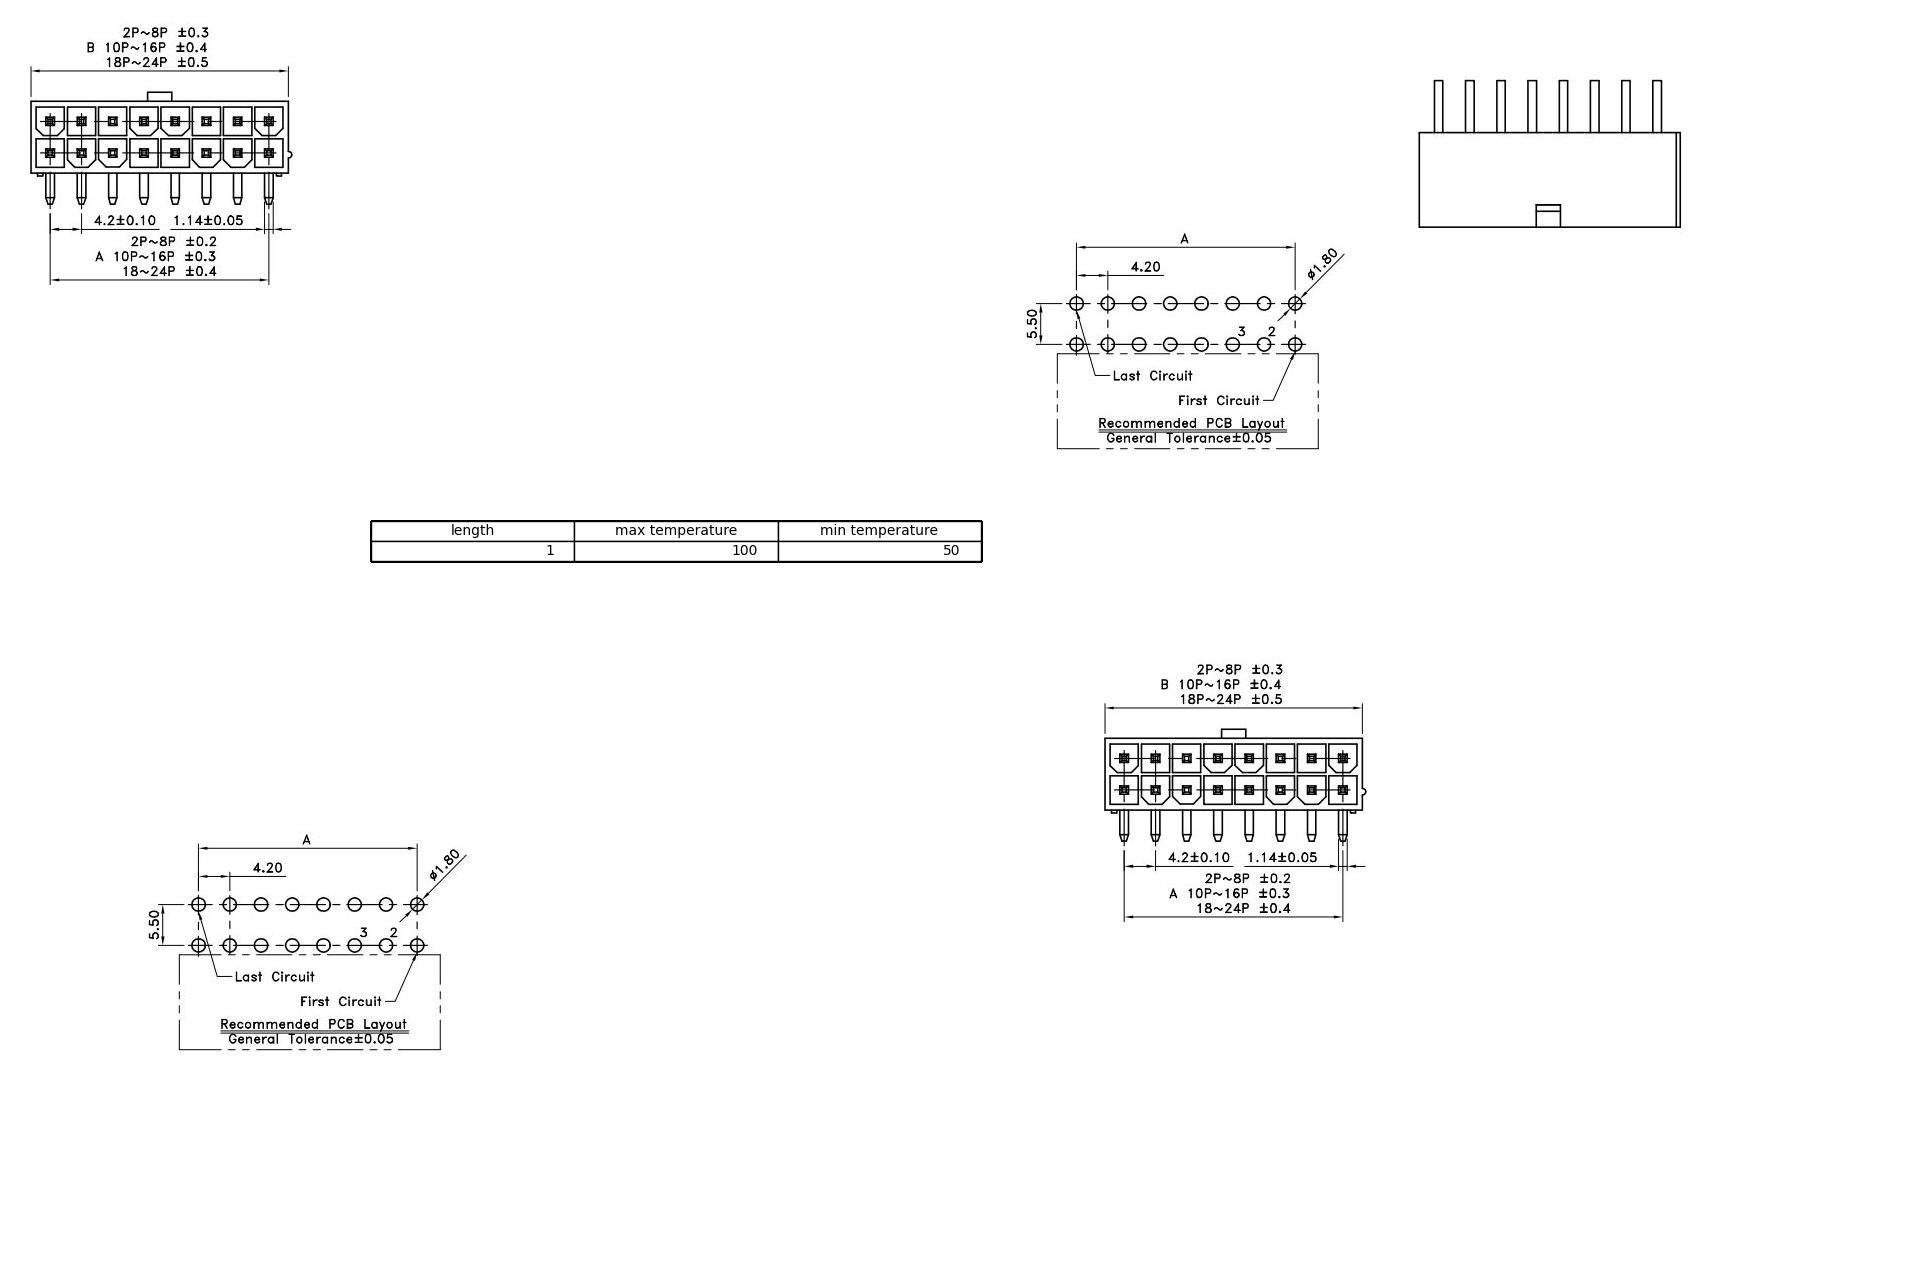 2P~8P ±0.3
B 10P~16P ±0.4
18P~24P ±0.5
4.2±0.10 1.14±0.05
2P~8P ±0.2
A 10P~16P ±0.3
18~24P ±0.4
A
4.20
ø1.80
5.50
3 2
Last Circuit
First Circuit
Recommended PCB Layout
General Tolerance±0.05
length max temperature min temperature
1 100 50
2P~8P ±0.3
B 10P~16P ±0.4
18P~24P ±0.5
4.2±0.10 1.14±0.05
2P~8P ±0.2
A 10P~16P ±0.3
18~24P ±0.4
A
4.20
ø1.80
5.50
3 2
Last Circuit
First Circuit
Recommended PCB Layout
General Tolerance±0.05